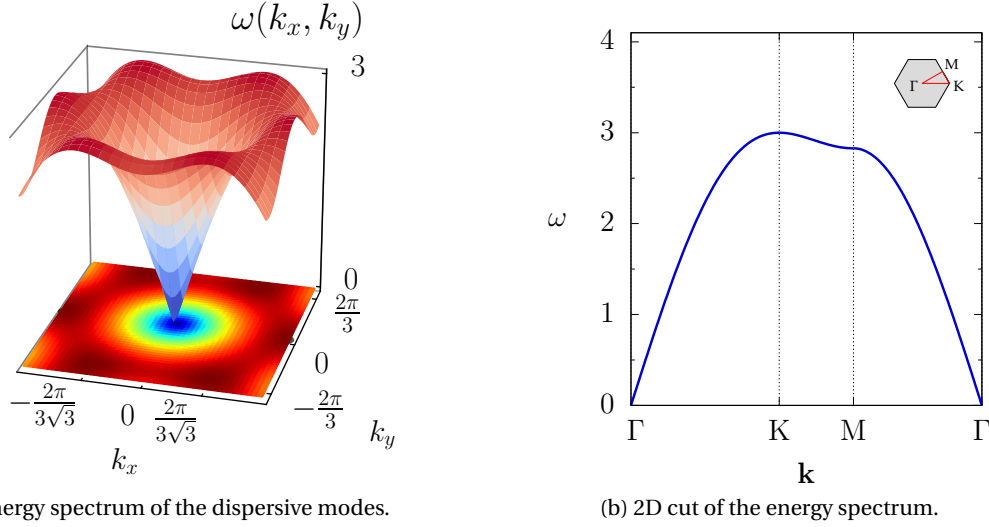 ω(k_x, k_y)
3
0
2π/3
0
−2π/3
k_y
−2π/3√3
0
2π/3√3
k_x
nergy spectrum of the dispersive modes.
4
3
2
1
0
ω
Γ
M
K
Γ
K
M
Γ
k
(b) 2D cut of the energy spectrum.